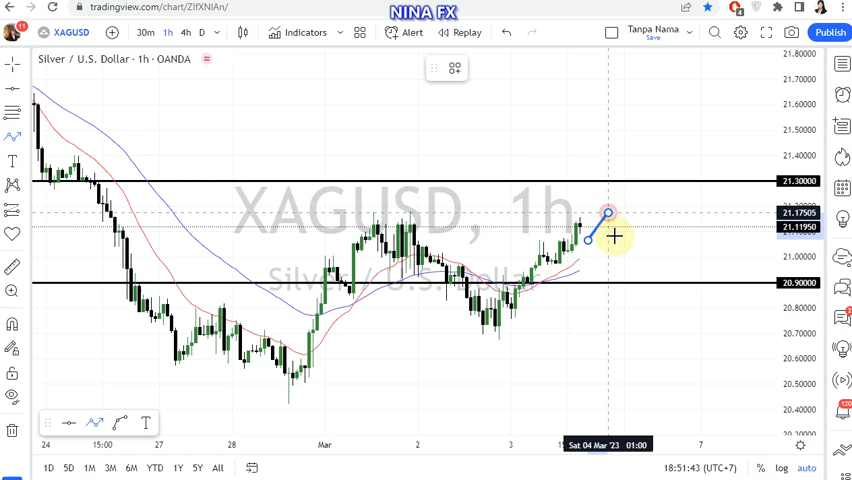 NINA FX
tradingview.com/chart/ZIfXNIAn/
11
XAGUSD
30m
1h
4h
D
Indicators
Alert
Replay
Tanpa Nama
Save
Publish
Silver / U.S. Dollar · 1h · OANDA
XAGUSD, 1h
Silver / U.S. Dollar
21.80000
21.70000
21.60000
21.50000
21.40000
21.30000
21.17505
21.11950
21.00000
20.90000
20.80000
20.70000
20.60000
20.50000
20.40000
20.30000
24
15:00
27
28
Mar
2
3
Sat 04 Mar '23 01:00
7
1D
5D
1M
3M
6M
YTD
1Y
5Y
All
18:51:43 (UTC+7)
%
log
auto
120